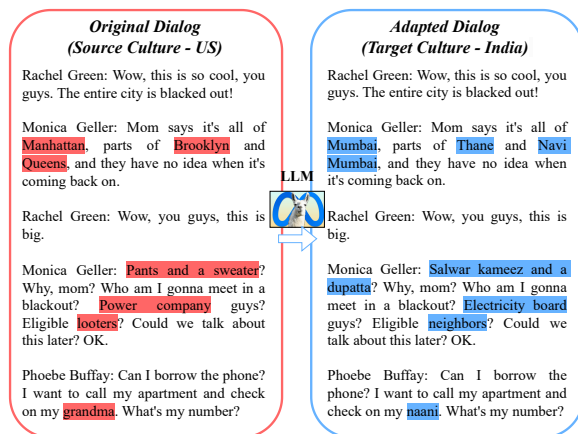 Original Dialog
(Source Culture - US)
Rachel Green: Wow, this is so cool, you
guys. The entire city is blacked out!
Monica Geller: Mom says it's all of
Manhattan, parts of Brooklyn and
Queens, and they have no idea when it's
coming back on.
Rachel Green: Wow, you guys, this is
big.
Monica Geller: Pants and a sweater?
Why, mom? Who am I gonna meet in a
blackout? Power company guys?
Eligible looters? Could we talk about
this later? OK.
Phoebe Buffay: Can I borrow the phone?
I want to call my apartment and check
on my grandma. What's my number?
LLM
Adapted Dialog
(Target Culture - India)
Rachel Green: Wow, this is so cool, you
guys. The entire city is blacked out!
Monica Geller: Mom says it's all of
Mumbai, parts of Thane and Navi
Mumbai, and they have no idea when
it's coming back on.
Rachel Green: Wow, you guys, this is
big.
Monica Geller: Salwar kameez and a
dupatta? Why, mom? Who am I gonna
meet in a blackout? Electricity board
guys? Eligible neighbors? Could we
talk about this later? OK.
Phoebe Buffay: Can I borrow the
phone? I want to call my apartment and
check on my naani. What's my number?